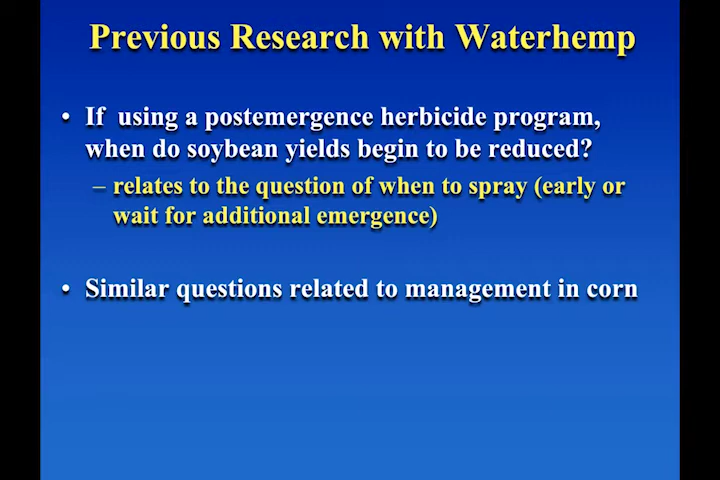 Previous Research with Waterhemp
• If  using a postemergence herbicide program,
when do soybean yields begin to be reduced?
– relates to the question of when to spray (early or
wait for additional emergence)
• Similar questions related to management in corn